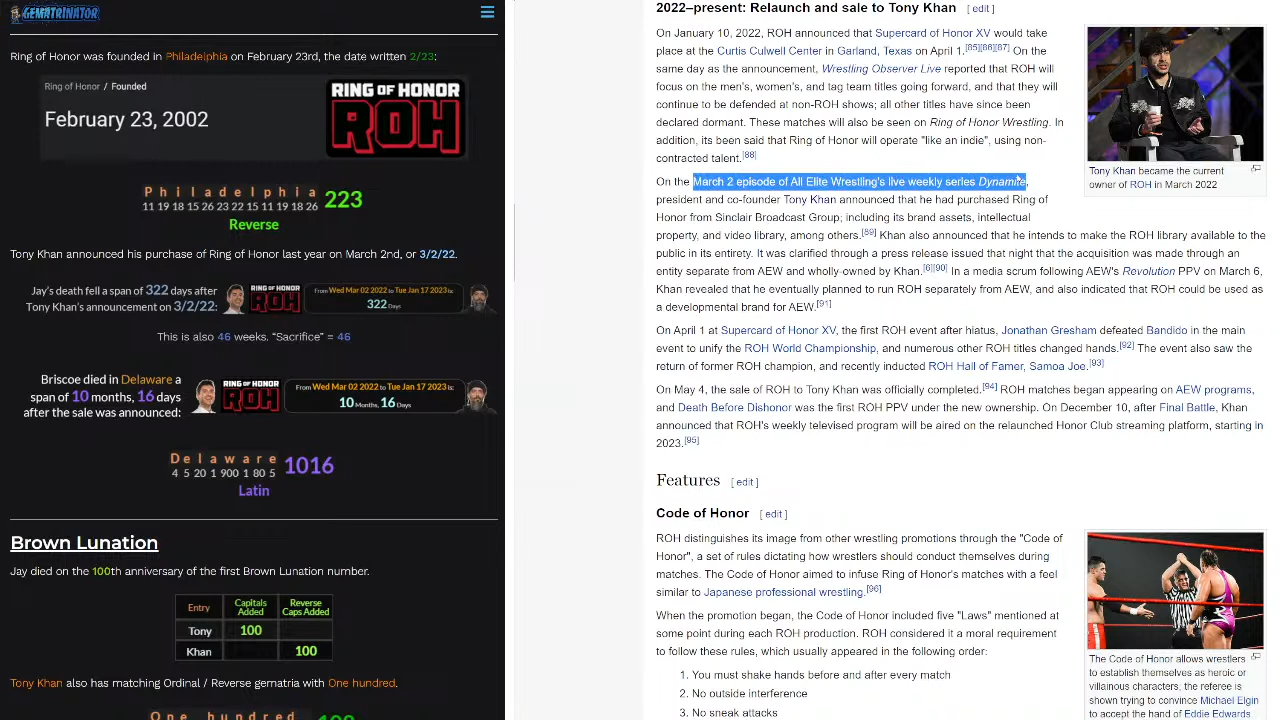 GEMATRINATOR
Ring of Honor was founded in Philadelphia on February 23rd, the date written 2/23:
Ring of Honor / Founded
February 23, 2002
RING OF HONOR
ROH
P h i l a d e l p h i a
11 19 18 15 26 23 22 15 11 19 18 26
223
Reverse
Tony Khan announced his purchase of Ring of Honor last year on March 2nd, or 3/2/22.
Jay's death fell a span of 322 days after
Tony Khan's announcement on 3/2/22:
RING OF HONOR
ROH
From Wed Mar 02 2022 to Tue Jan 17 2023 is:
322
Days
This is also 46 weeks. “Sacrifice” = 46
Briscoe died in Delaware a
span of 10 months, 16 days
after the sale was announced:
RING OF HONOR
ROH
From Wed Mar 02 2022 to Tue Jan 17 2023 is:
10 Months, 16 Days
D e l a w a r e
4 5 20 1 900 1 80 5
1016
Latin
Brown Lunation
Jay died on the 100th anniversary of the first Brown Lunation number.
Entry Capitals Added Reverse Caps Added
Tony 100
Khan 100
Tony Khan also has matching Ordinal / Reverse gematria with One hundred.
O n e h u n d r e d
2022–present: Relaunch and sale to Tony Khan [ edit ]
On January 10, 2022, ROH announced that Supercard of Honor XV would take
place at the Curtis Culwell Center in Garland, Texas on April 1.[85][86][87] On the
same day as the announcement, Wrestling Observer Live reported that ROH will
focus on the men's, women's, and tag team titles going forward, and that they will
continue to be defended at non-ROH shows; all other titles have since been
declared dormant. These matches will also be seen on Ring of Honor Wrestling. In
addition, its been said that Ring of Honor will operate "like an indie", using non-
contracted talent.[88]
On the March 2 episode of All Elite Wrestling's live weekly series Dynamite,
president and co-founder Tony Khan announced that he had purchased Ring of
Honor from Sinclair Broadcast Group; including its brand assets, intellectual
property, and video library, among others.[89] Khan also announced that he intends to make the ROH library available to the
public in its entirety. It was clarified through a press release issued that night that the acquisition was made through an
entity separate from AEW and wholly-owned by Khan.[6][90] In a media scrum following AEW's Revolution PPV on March 6,
Khan revealed that he eventually planned to run ROH separately from AEW, and also indicated that ROH could be used as
a developmental brand for AEW.[91]
On April 1 at Supercard of Honor XV, the first ROH event after hiatus, Jonathan Gresham defeated Bandido in the main
event to unify the ROH World Championship, and numerous other ROH titles changed hands.[92] The event also saw the
return of former ROH champion, and recently inducted ROH Hall of Famer, Samoa Joe.[93]
On May 4, the sale of ROH to Tony Khan was officially completed.[94] ROH matches began appearing on AEW programs,
and Death Before Dishonor was the first ROH PPV under the new ownership. On December 10, after Final Battle, Khan
announced that ROH's weekly televised program will be aired on the relaunched Honor Club streaming platform, starting in
2023.[95]
Tony Khan became the current
owner of ROH in March 2022
Features [ edit ]
Code of Honor [ edit ]
ROH distinguishes its image from other wrestling promotions through the "Code of
Honor", a set of rules dictating how wrestlers should conduct themselves during
matches. The Code of Honor aimed to infuse Ring of Honor's matches with a feel
similar to Japanese professional wrestling.[96]
When the promotion began, the Code of Honor included five "Laws" mentioned at
some point during each ROH production. ROH considered it a moral requirement
to follow these rules, which usually appeared in the following order:
1. You must shake hands before and after every match
2. No outside interference
3. No sneak attacks
The Code of Honor allows wrestlers
to establish themselves as heroic or
villainous characters, the referee is
shown trying to convince Michael Elgin
to accept the hand of Eddie Edwards